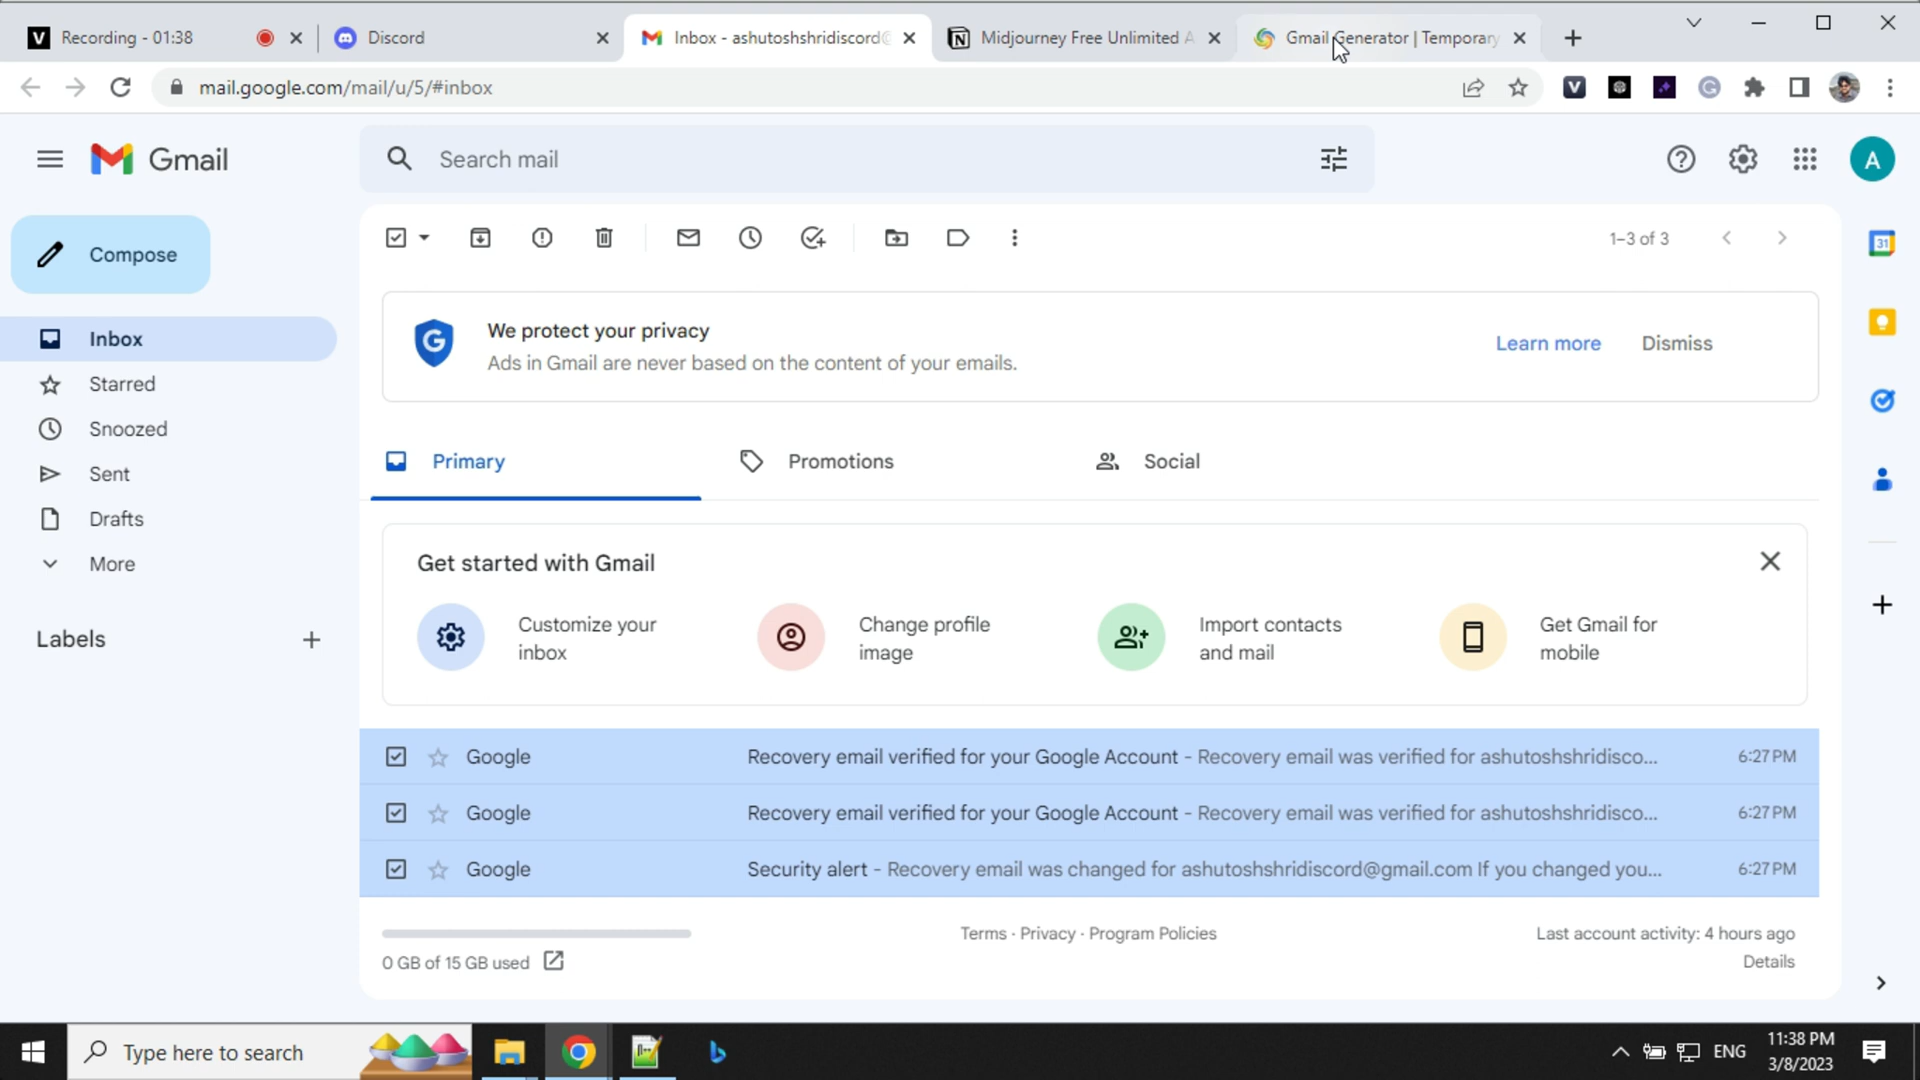 Recording - 01:38
Discord
Inbox - ashutoshshridiscord@
Midjourney Free Unlimited A
Gmail Generator | Temporary
mail.google.com/mail/u/5/#inbox
Gmail
Search mail
A
Compose
1–3 of 3
We protect your privacy
Ads in Gmail are never based on the content of your emails.
Learn more
Dismiss
Inbox
Starred
Snoozed
Sent
Drafts
More
Labels
Primary
Promotions
Social
Get started with Gmail
Customize your
inbox
Change profile
image
Import contacts
and mail
Get Gmail for
mobile
Google Recovery email verified for your Google Account - Recovery email was verified for ashutoshshridisco... 6:27 PM
Google Recovery email verified for your Google Account - Recovery email was verified for ashutoshshridisco... 6:27 PM
Google Security alert - Recovery email was changed for ashutoshshridiscord@gmail.com If you changed you... 6:27 PM
0 GB of 15 GB used
Terms · Privacy · Program Policies
Last account activity: 4 hours ago
Details
31
Type here to search
ENG
11:38 PM
3/8/2023